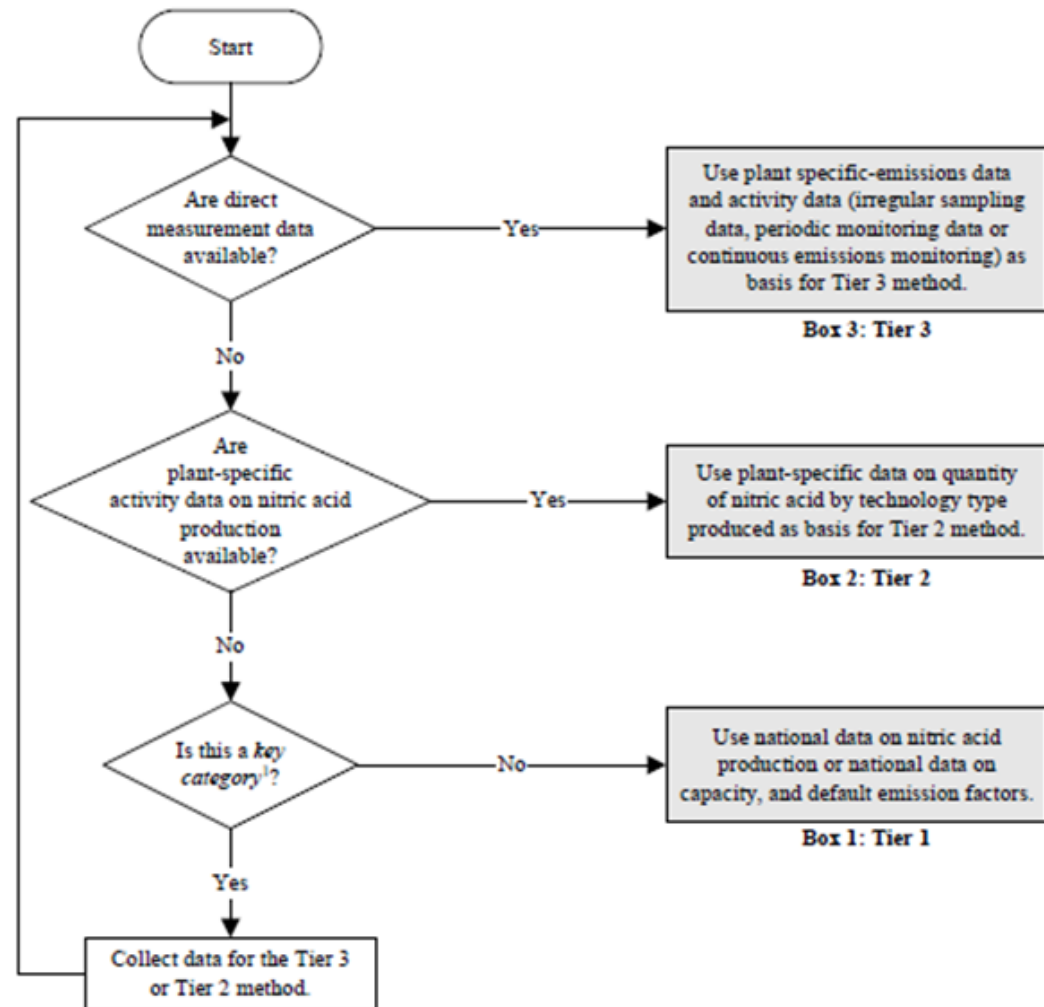 Start
Are direct
measurement data
available?
Yes
Use plant specific-emissions data
and activity data (irregular sampling
data, periodic monitoring data or
continuous emissions monitoring) as
basis for Tier 3 method.
Box 3: Tier 3
No
Are
plant-specific
activity data on nitric acid
production
available?
Yes
Use plant-specific data on quantity
of nitric acid by technology type
produced as basis for Tier 2 method.
Box 2: Tier 2
No
Is this a key
category¹?
No
Use national data on nitric acid
production or national data on
capacity, and default emission factors.
Box 1: Tier 1
Yes
Collect data for the Tier 3
or Tier 2 method.